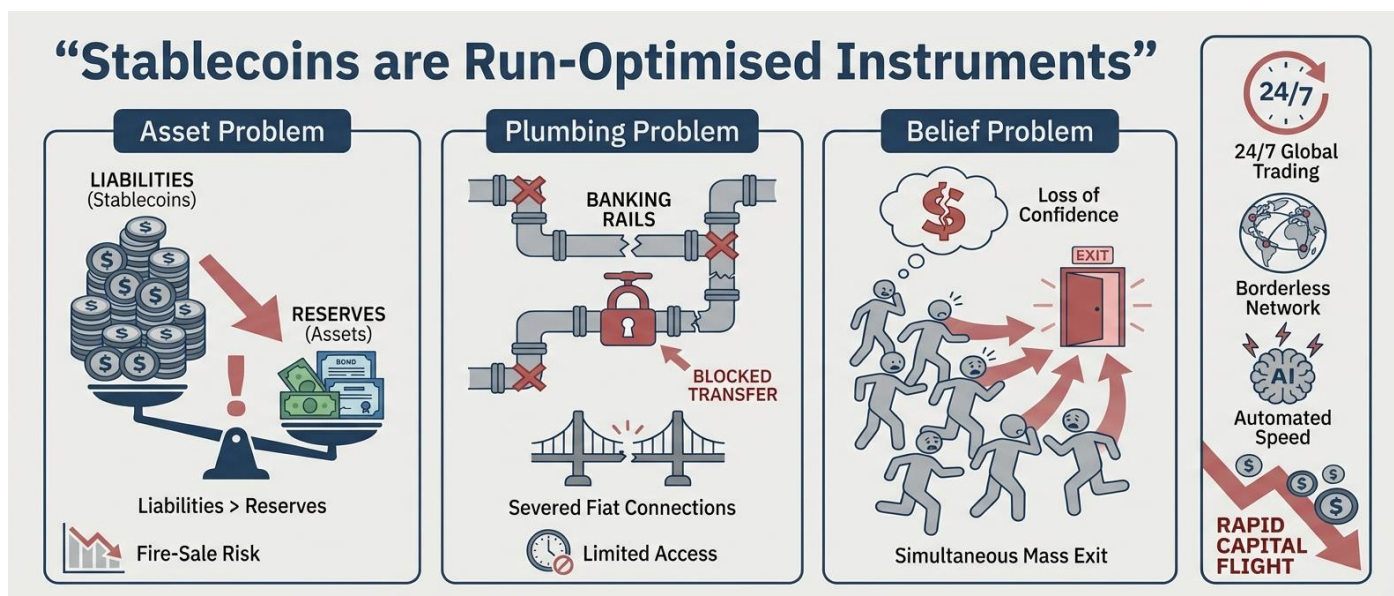 “Stablecoins are Run-Optimised Instruments”
Asset Problem
LIABILITIES
(Stablecoins)
RESERVES
(Assets)
BOND
$
$
$
$
$
$
$
$
$
$
!
Liabilities > Reserves
Fire-Sale Risk
Plumbing Problem
BANKING
RAILS
BLOCKED
TRANSFER
Severed Fiat Connections
Limited Access
Belief Problem
$
Loss of
Confidence
EXIT
Simultaneous Mass Exit
24/7
24/7 Global
Trading
Borderless
Network
AI
Automated
Speed
$
$
$
$
RAPID
CAPITAL
FLIGHT